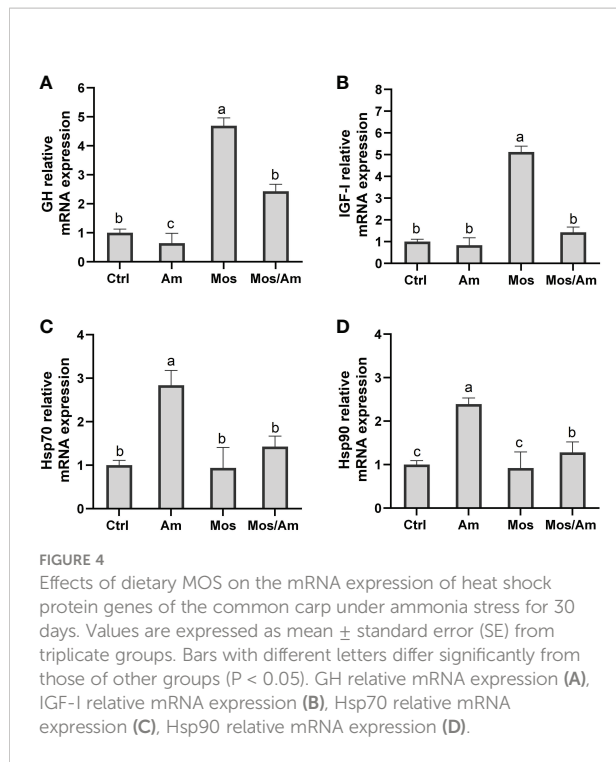 A
GH relative
mRNA expression
6
5
4
3
2
1
0
b
c
a
b
Ctrl Am Mos Mos/Am
B
IGF-I relative
mRNA expression
8
7
6
5
4
3
2
1
0
b
b
a
b
Ctrl Am Mos Mos/Am
C
Hsp70 relative
mRNA expression
4
3
2
1
0
b
a
b
b
Ctrl Am Mos Mos/Am
D
Hsp90 relative
mRNA expression
4
3
2
1
0
c
a
c
b
Ctrl Am Mos Mos/Am
FIGURE 4
Effects of dietary MOS on the mRNA expression of heat shock
protein genes of the common carp under ammonia stress for 30
days. Values are expressed as mean ± standard error (SE) from
triplicate groups. Bars with different letters differ significantly from
those of other groups (P < 0.05). GH relative mRNA expression (A),
IGF-I relative mRNA expression (B), Hsp70 relative mRNA
expression (C), Hsp90 relative mRNA expression (D).